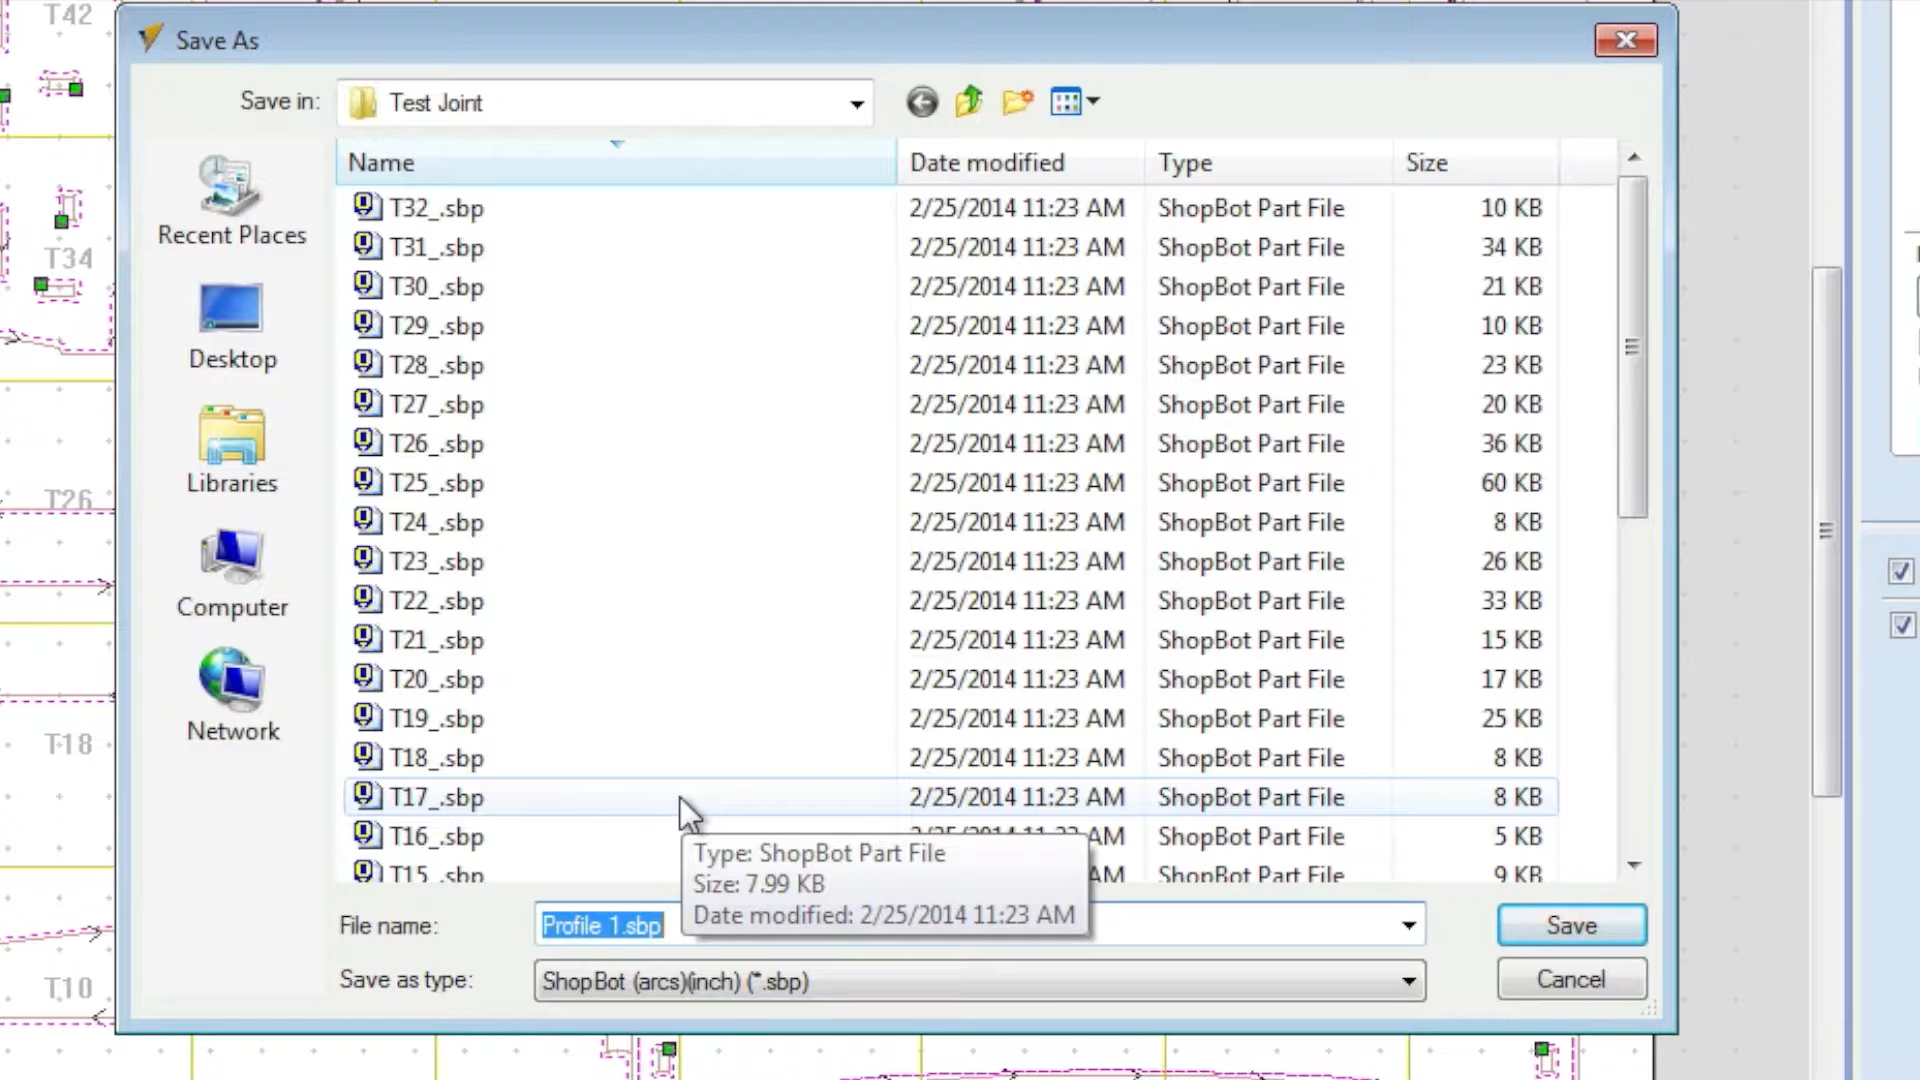 T42
Save As
Save in:
Test Joint
Name Date modified Type Size
T32_.sbp 2/25/2014 11:23 AM ShopBot Part File 10 KB
T31_.sbp 2/25/2014 11:23 AM ShopBot Part File 34 KB
T30_.sbp 2/25/2014 11:23 AM ShopBot Part File 21 KB
T29_.sbp 2/25/2014 11:23 AM ShopBot Part File 10 KB
T28_.sbp 2/25/2014 11:23 AM ShopBot Part File 23 KB
T27_.sbp 2/25/2014 11:23 AM ShopBot Part File 20 KB
T26_.sbp 2/25/2014 11:23 AM ShopBot Part File 36 KB
T25_.sbp 2/25/2014 11:23 AM ShopBot Part File 60 KB
T24_.sbp 2/25/2014 11:23 AM ShopBot Part File 8 KB
T23_.sbp 2/25/2014 11:23 AM ShopBot Part File 26 KB
T22_.sbp 2/25/2014 11:23 AM ShopBot Part File 33 KB
T21_.sbp 2/25/2014 11:23 AM ShopBot Part File 15 KB
T20_.sbp 2/25/2014 11:23 AM ShopBot Part File 17 KB
T19_.sbp 2/25/2014 11:23 AM ShopBot Part File 25 KB
T18_.sbp 2/25/2014 11:23 AM ShopBot Part File 8 KB
T17_.sbp 2/25/2014 11:23 AM ShopBot Part File 8 KB
T16_.sbp AM ShopBot Part File 5 KB
T15_.sbp AM ShopBot Part File 9 KB
Recent Places
Desktop
Libraries
Computer
Network
T34
T26
T18
T10
Type: ShopBot Part File
Size: 7.99 KB
Date modified: 2/25/2014 11:23 AM
File name:
Profile 1.sbp
Save
Save as type:
ShopBot (arcs)(inch) (*.sbp)
Cancel